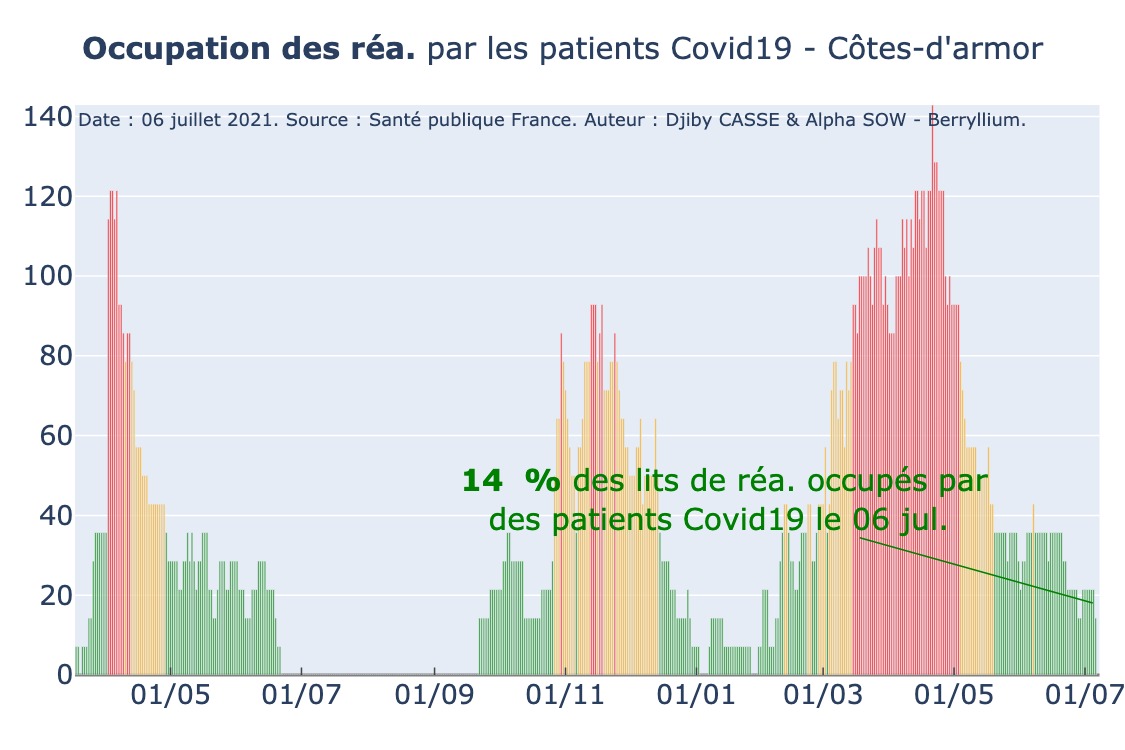 Occupation des réa. par les patients Covid19 - Côtes-d'armor
140
Date : 06 juillet 2021. Source : Santé publique France. Auteur : Djiby CASSE & Alpha SOW - Berryllium.
120
100
80
60
14 % des lits de réa. occupés par
des patients Covid19 le 06 jul.
40
20
0
01/05 01/07 01/09 01/11 01/01 01/03 01/05 01/07